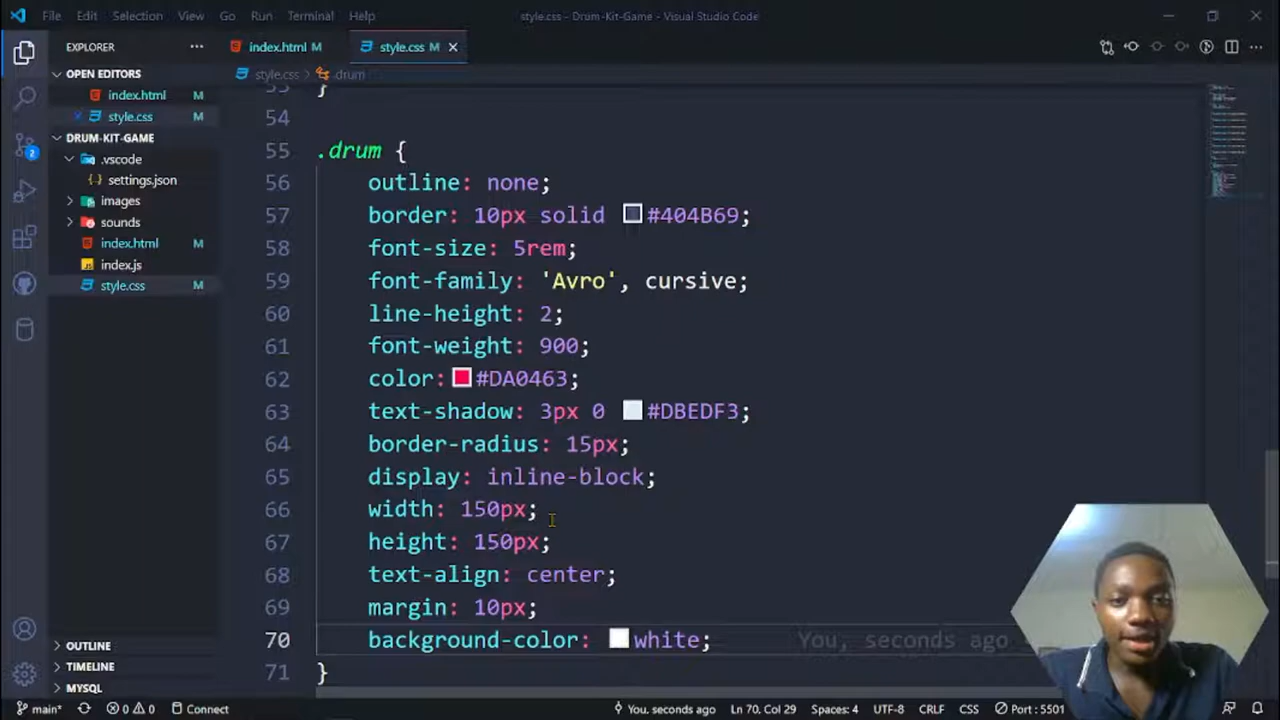 File Edit Selection View Go Run Terminal Help style.css - Drum-Kit-Game - Visual Studio Code
EXPLORER
OPEN EDITORS
index.html M
style.css M
DRUM-KIT-GAME
.vscode
settings.json
images
sounds
index.html M
index.js
style.css M
OUTLINE
TIMELINE
MYSQL
2
index.html M style.css M
style.css > .drum
53 }
54
55 .drum {
56 outline: none;
57 border: 10px solid #404B69;
58 font-size: 5rem;
59 font-family: 'Avro', cursive;
60 line-height: 2;
61 font-weight: 900;
62 color: #DA0463;
63 text-shadow: 3px 0 #DBEDF3;
64 border-radius: 15px;
65 display: inline-block;
66 width: 150px;
67 height: 150px;
68 text-align: center;
69 margin: 10px;
70 background-color: white; You, seconds ago
71 }
main* 0 0 Connect You, seconds ago Ln 70, Col 29 Spaces: 4 UTF-8 CRLF CSS Port : 5501